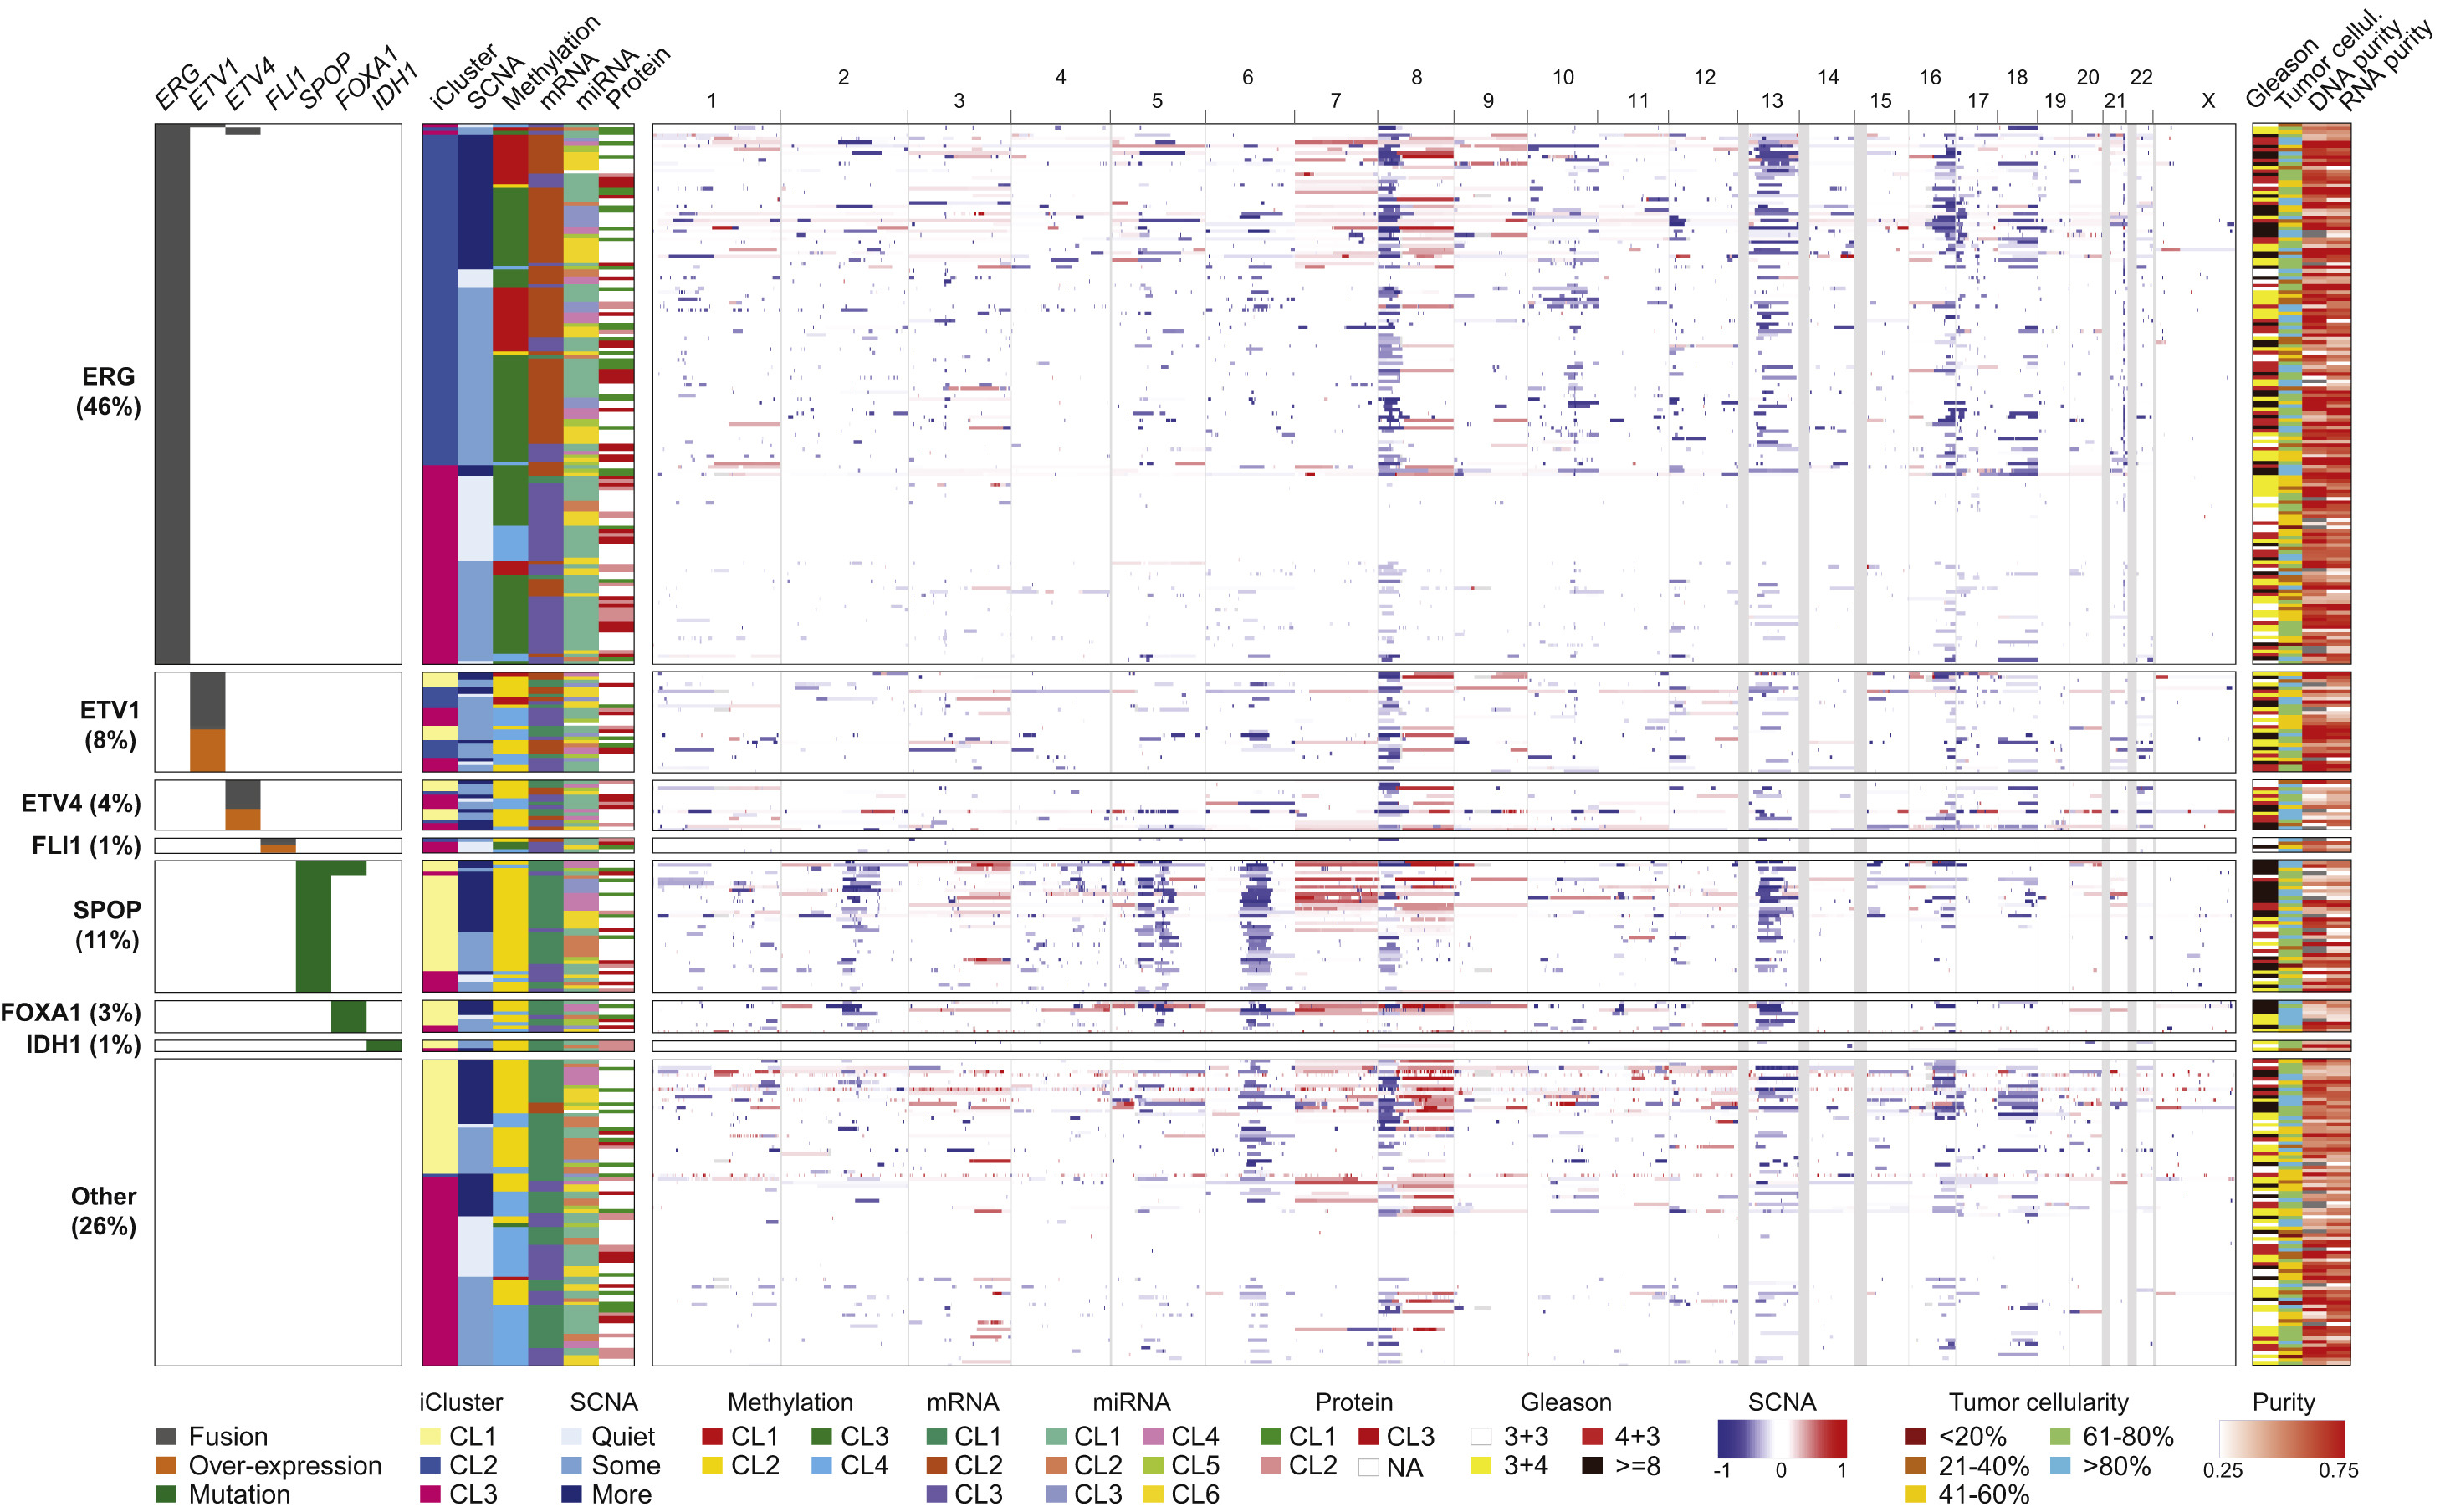 ERG ETV1 ETV4 FLI1 SPOP FOXA1 IDH1
iCluster SCNA Methylation mRNA miRNA Protein
2 4 6 8 10 12 14 16 18 20 22
1 3 5 7 9 11 13 15 17 19 21 X
Gleason Tumor cellul. DNA purity RNA purity
ERG
(46%)
ETV1
(8%)
ETV4 (4%)
FLI1 (1%)
SPOP
(11%)
FOXA1 (3%)
IDH1 (1%)
Other
(26%)
iCluster SCNA Methylation mRNA miRNA Protein Gleason SCNA Tumor cellularity Purity
Fusion CL1 Quiet CL1 CL3 CL1 CL1 CL4 CL1 CL3 3+3 4+3 <20% 61-80%
Over-expression CL2 Some CL2 CL4 CL2 CL2 CL5 CL2 NA 3+4 >=8 -1 0 1 21-40% >80% 0.25 0.75
Mutation CL3 More CL3 CL3 CL6 41-60%